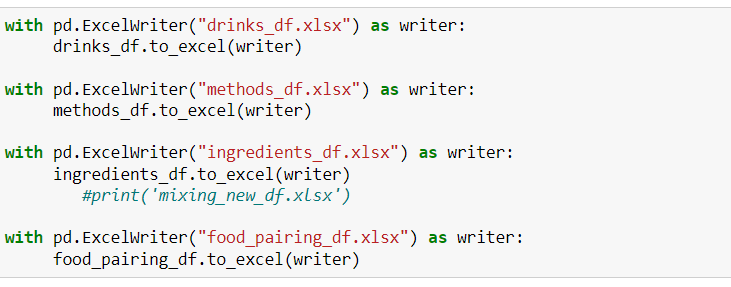 with pd.ExcelWriter("drinks_df.xlsx") as writer:
drinks_df.to_excel(writer)
with pd.ExcelWriter("methods_df.xlsx") as writer:
methods_df.to_excel(writer)
with pd.ExcelWriter("ingredients_df.xlsx") as writer:
ingredients_df.to_excel(writer)
#print('mixing_new_df.xlsx')
with pd.ExcelWriter("food_pairing_df.xlsx") as writer:
food_pairing_df.to_excel(writer)